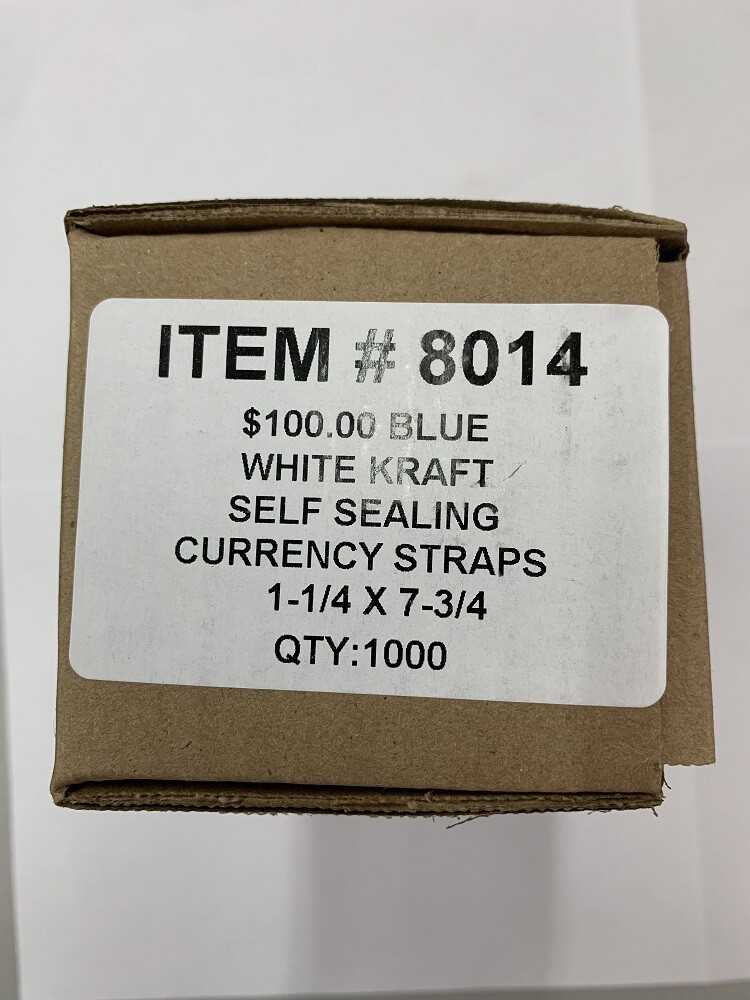 ITEM # 8014
$100.00 BLUE
WHITE KRAFT
SELF SEALING
CURRENCY STRAPS
1-1/4 X 7-3/4
QTY:1000